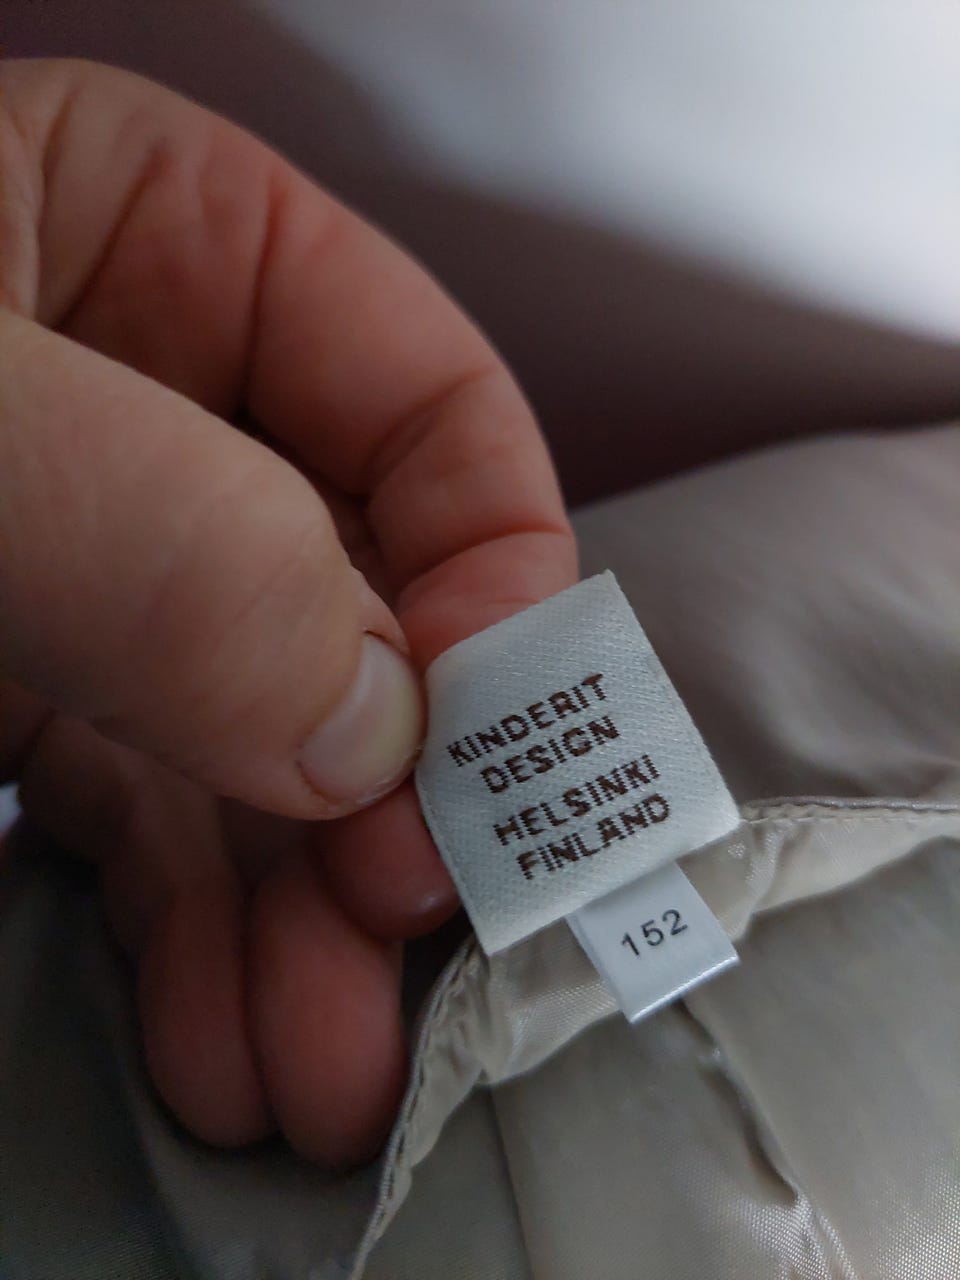 KINDERIT
DESIGN
HELSINKI
FINLAND
152